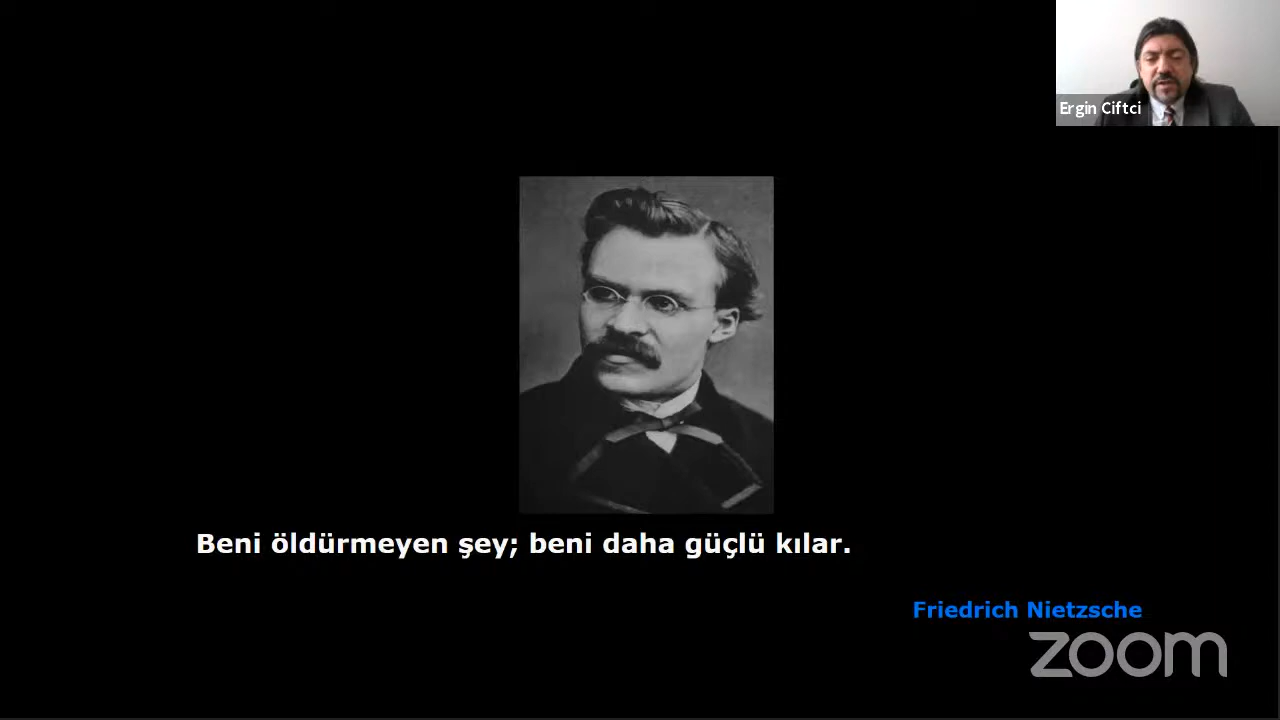 Ergin Ciftci
Beni öldürmeyen şey; beni daha güçlü kılar.
Friedrich Nietzsche
zoom